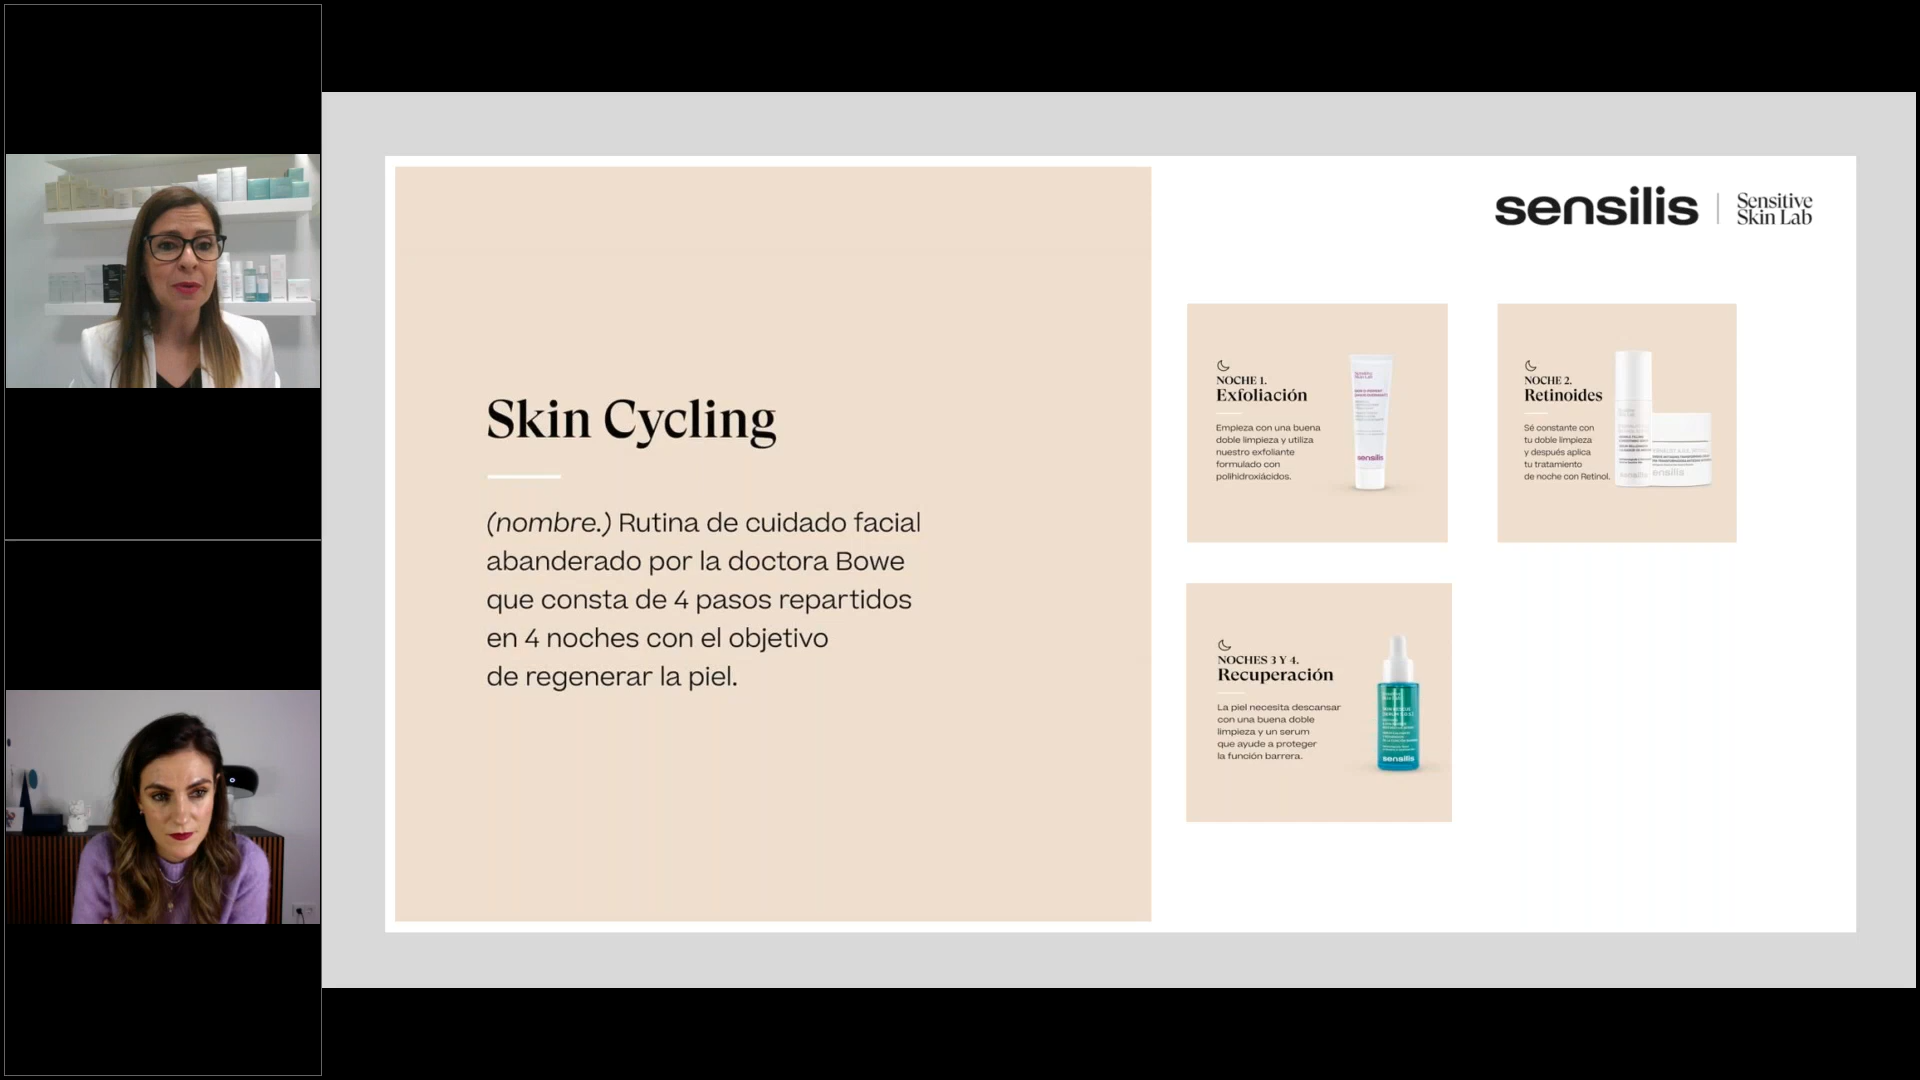 sensilis
Sensitive
Skin Lab
Skin Cycling
(nombre.) Rutina de cuidado facial
abanderado por la doctora Bowe
que consta de 4 pasos repartidos
en 4 noches con el objetivo
de regenerar la piel.
NOCHE 1.
Exfoliación
Empieza con una buena
doble limpieza y utiliza
nuestro exfoliante
formulado con
polihidroxiácidos.
sensilis
NOCHE 2.
Retinoides
Sé constante con
tu doble limpieza
y después aplica
tu tratamiento
de noche con Retinol.
sensilis
NOCHES 3 Y 4.
Recuperación
La piel necesita descansar
con una buena doble
limpieza y un serum
que ayude a proteger
la función barrera.
sensilis